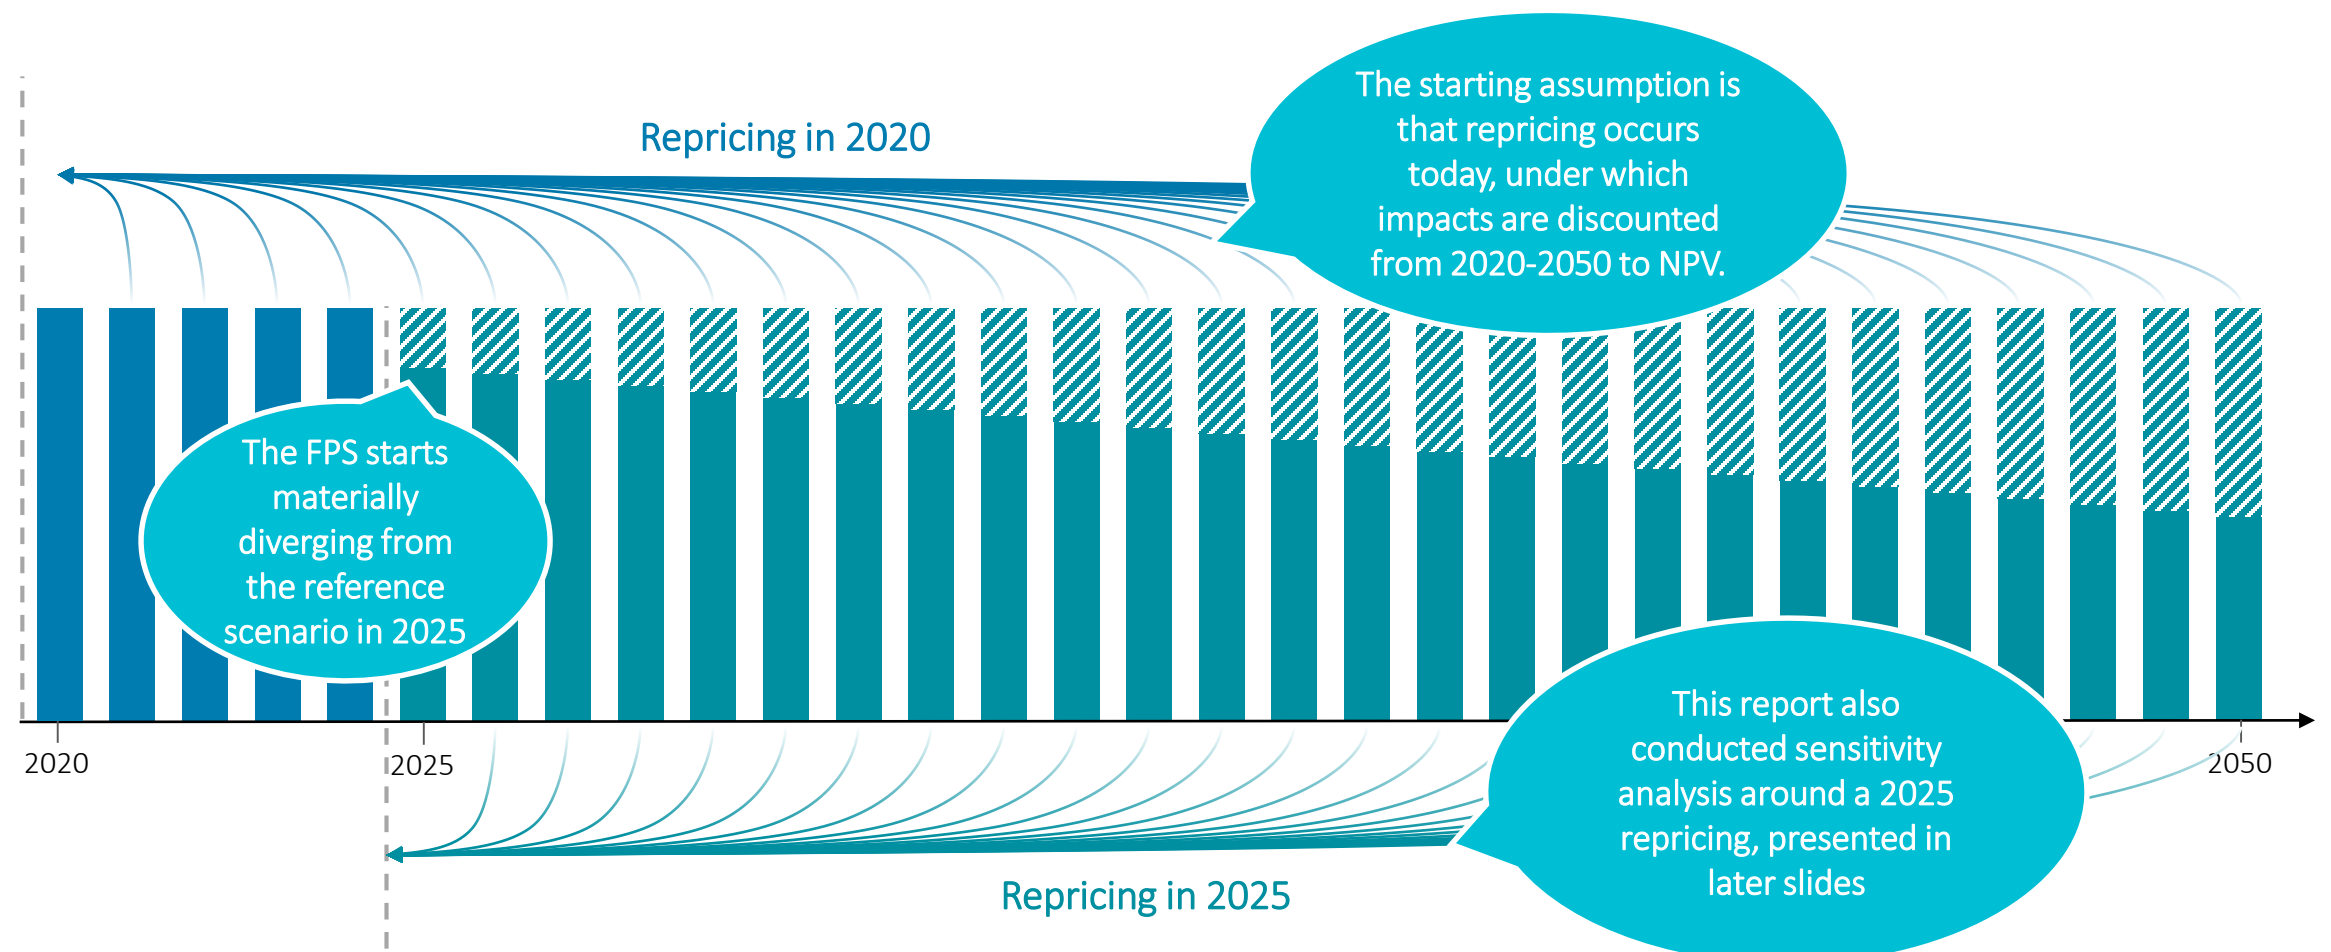 Repricing in 2020
The starting assumption is
that repricing occurs
today, under which
impacts are discounted
from 2020-2050 to NPV.
The FPS starts
materially
diverging from
the reference
scenario in 2025
2020
2025
2050
This report also
conducted sensitivity
analysis around a 2025
repricing, presented in
later slides
Repricing in 2025